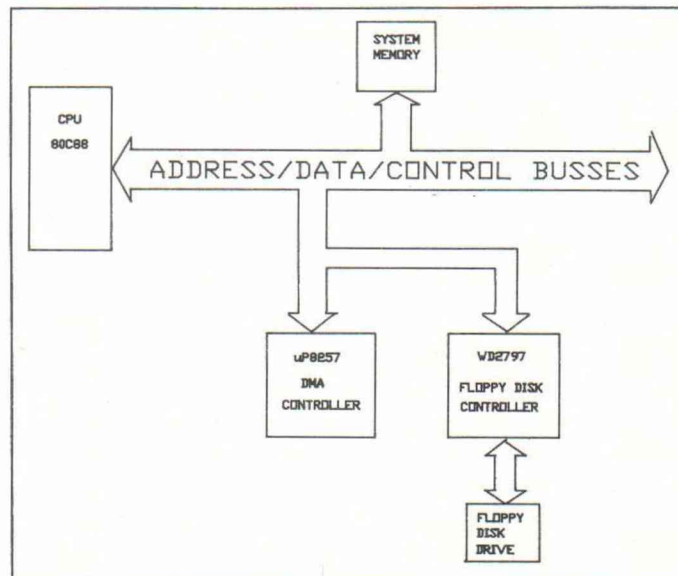 SYSTEM
MEMORY
CPU
80C88
ADDRESS/DATA/CONTROL BUSSES
uP8257
DMA
CONTROLLER
WD2797
FLOPPY DISK
CONTROLLER
FLOPPY
DISK
DRIVE